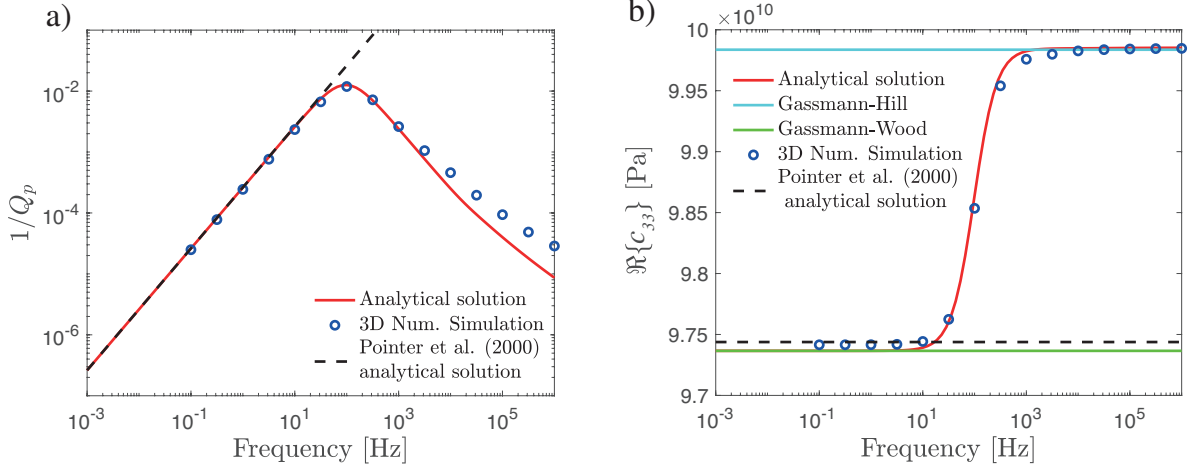 a)
10^-2
10^-4
10^-6
1/Q_p
Analytical solution
3D Num. Simulation
Pointer et al. (2000)
analytical solution
10^-3 10^-1 10^1 10^3 10^5
Frequency [Hz]
b)
×10^10
10
9.95
9.9
9.85
9.8
9.75
9.7
ℜ{c_33} [Pa]
Analytical solution
Gassmann-Hill
Gassmann-Wood
3D Num. Simulation
Pointer et al. (2000)
analytical solution
10^-3 10^-1 10^1 10^3 10^5
Frequency [Hz]